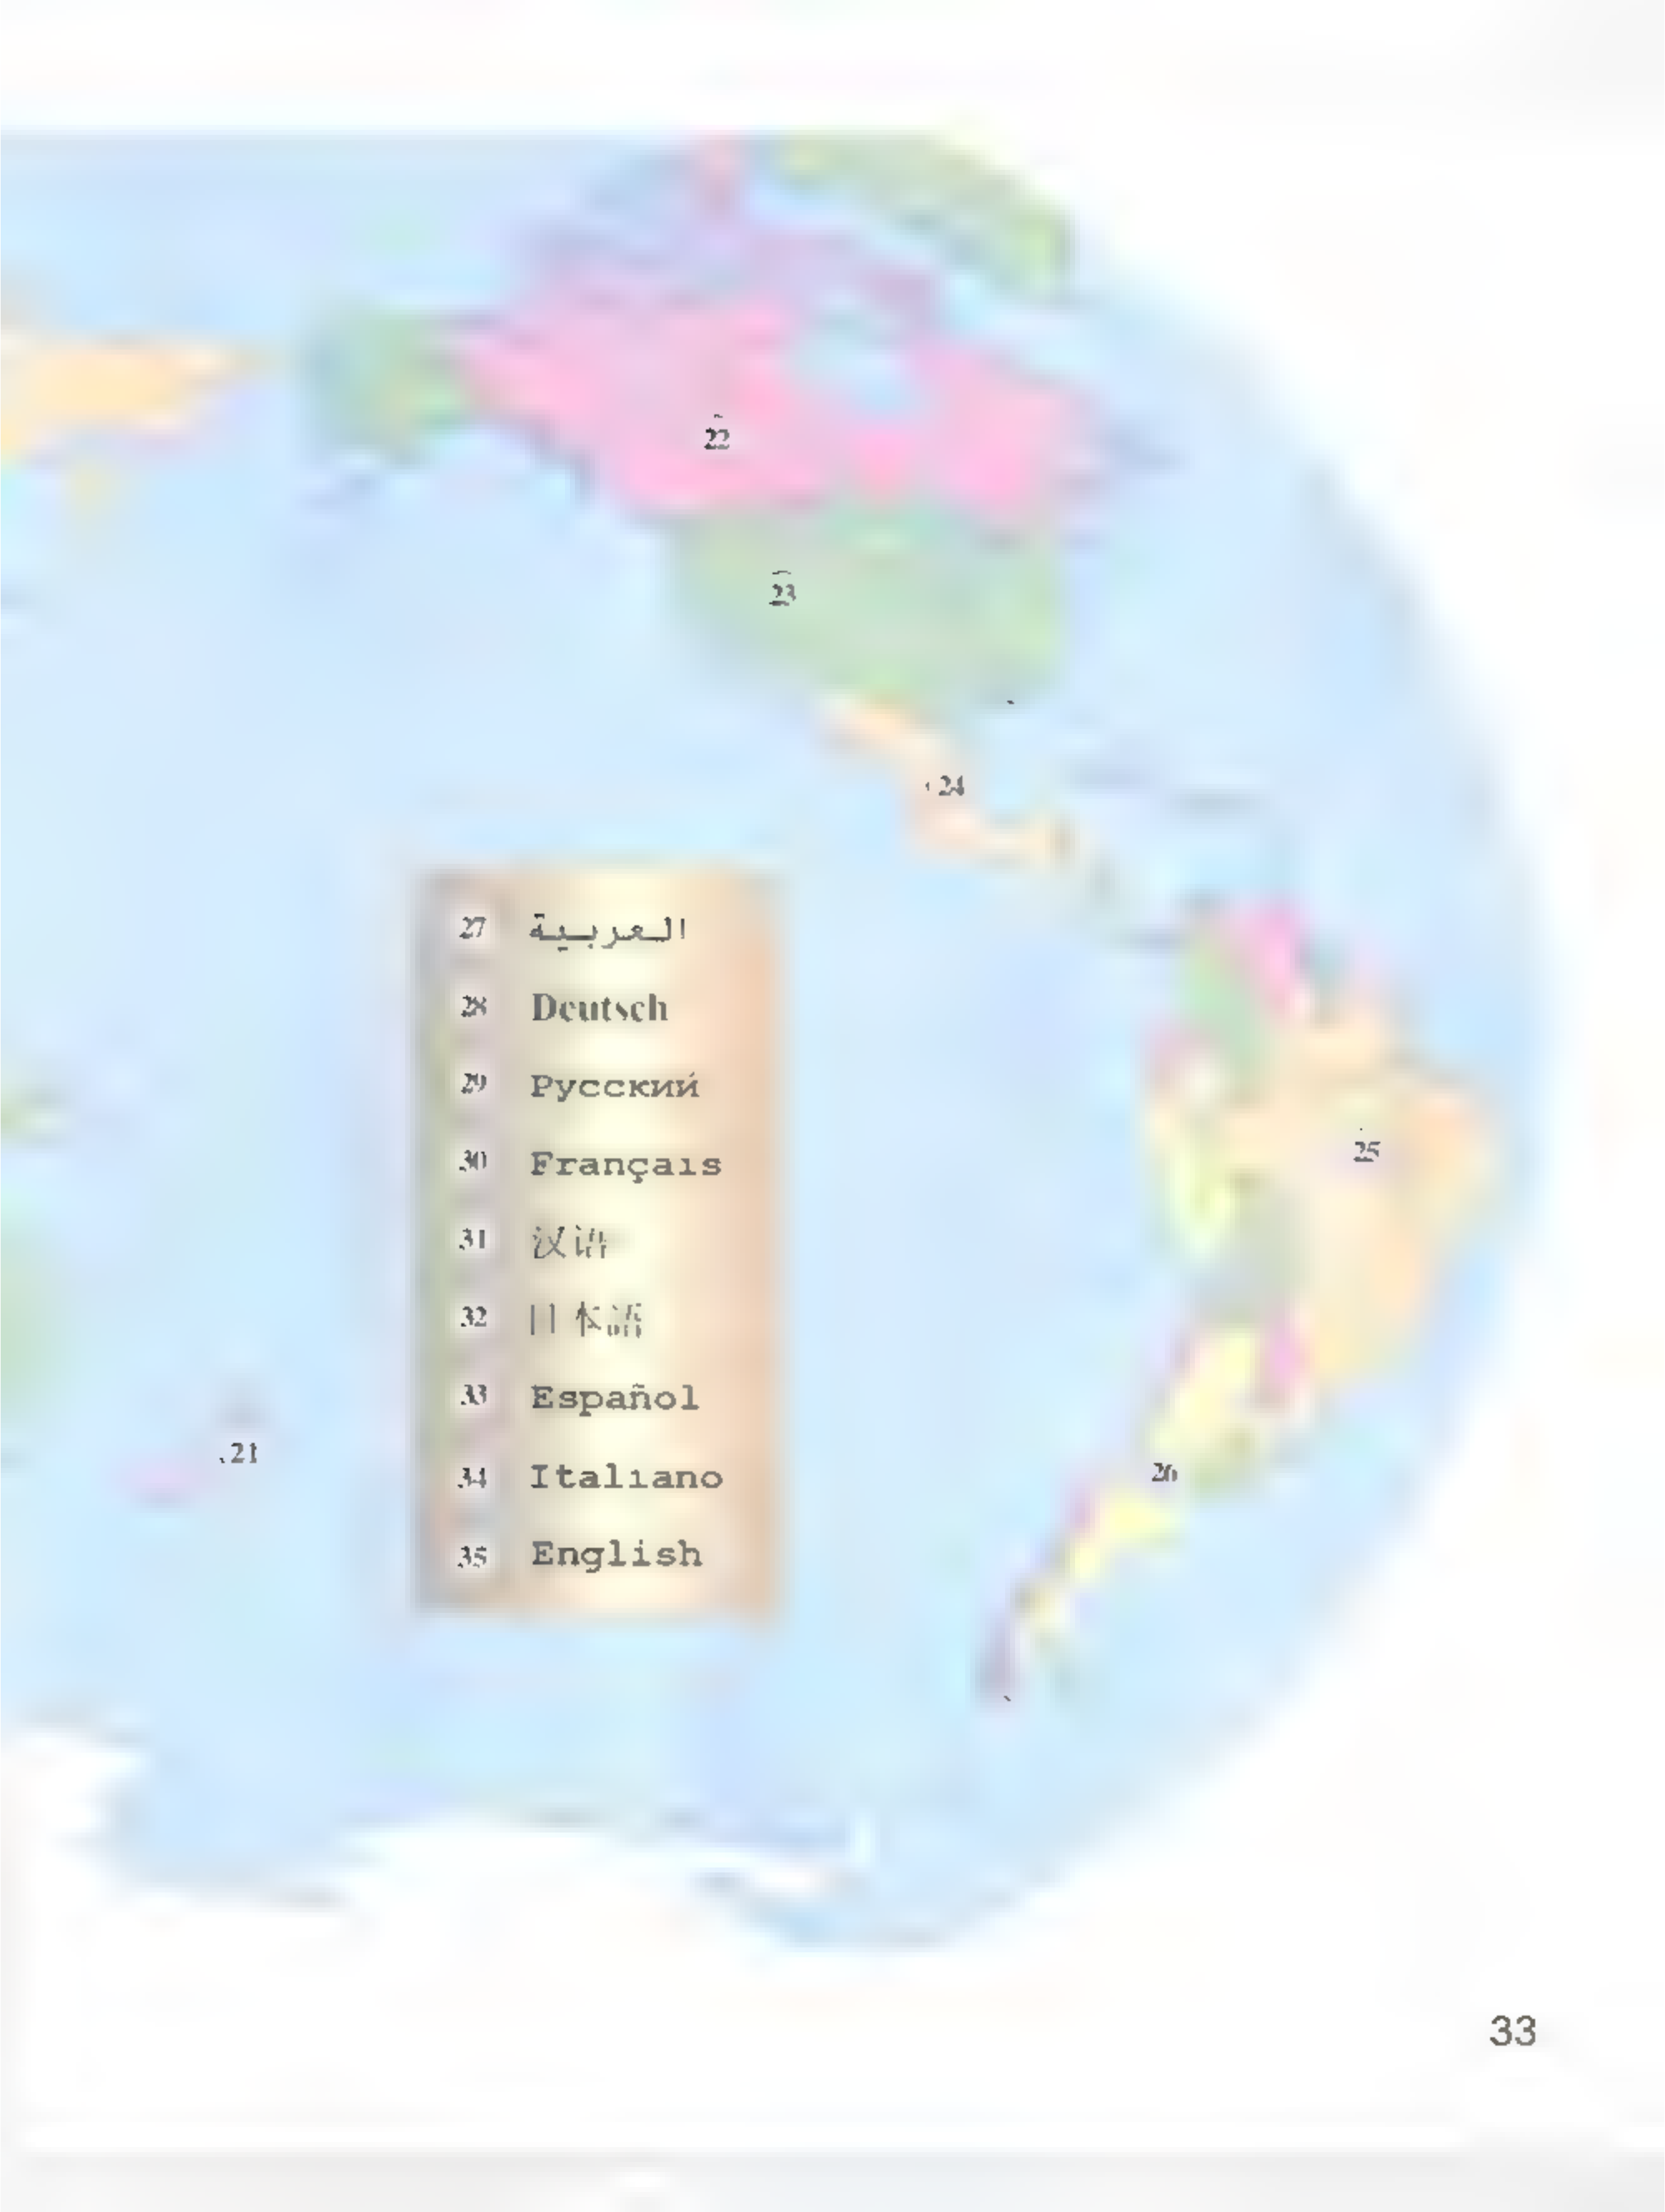 22
23
24
27 العربية
28 Deutsch
29 Русский
30 Français
31 汉语
32 日本語
33 Español
34 Italiano
35 English
25
21
26
33